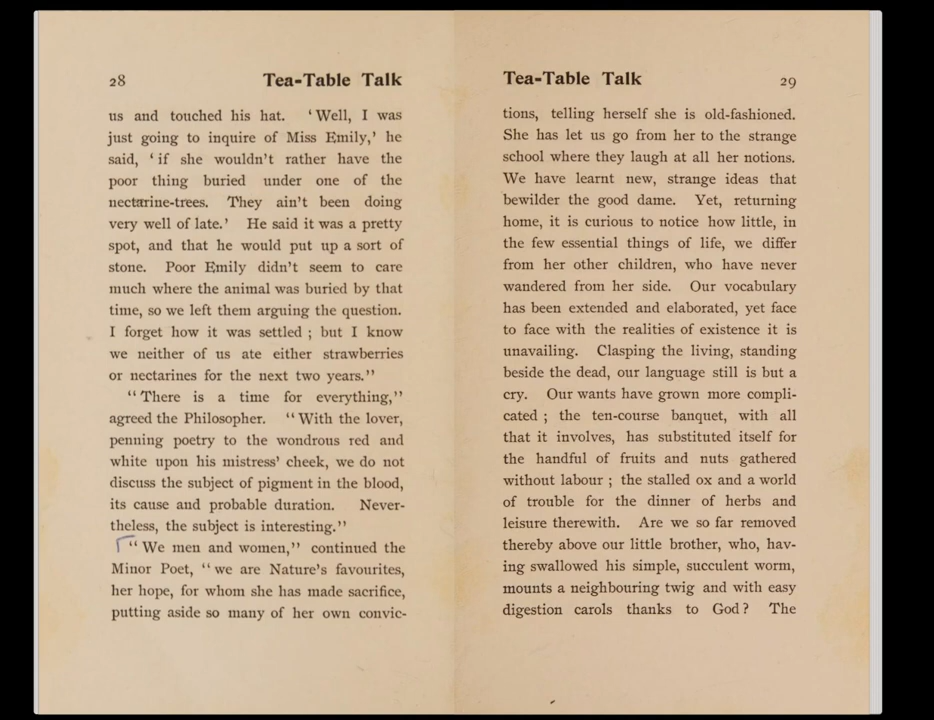 28 Tea-Table Talk
us and touched his hat. ‘Well, I was
just going to inquire of Miss Emily,’ he
said, ‘if she wouldn’t rather have the
poor thing buried under one of the
nectarine-trees. They ain’t been doing
very well of late.’ He said it was a pretty
spot, and that he would put up a sort of
stone. Poor Emily didn’t seem to care
much where the animal was buried by that
time, so we left them arguing the question.
I forget how it was settled ; but I know
we neither of us ate either strawberries
or nectarines for the next two years.”
“There is a time for everything,”
agreed the Philosopher. “With the lover,
penning poetry to the wondrous red and
white upon his mistress’ cheek, we do not
discuss the subject of pigment in the blood,
its cause and probable duration. Never-
theless, the subject is interesting.”
“We men and women,” continued the
Minor Poet, “we are Nature’s favourites,
her hope, for whom she has made sacrifice,
putting aside so many of her own convic-
Tea-Table Talk 29
tions, telling herself she is old-fashioned.
She has let us go from her to the strange
school where they laugh at all her notions.
We have learnt new, strange ideas that
bewilder the good dame. Yet, returning
home, it is curious to notice how little, in
the few essential things of life, we differ
from her other children, who have never
wandered from her side. Our vocabulary
has been extended and elaborated, yet face
to face with the realities of existence it is
unavailing. Clasping the living, standing
beside the dead, our language still is but a
cry. Our wants have grown more compli-
cated ; the ten-course banquet, with all
that it involves, has substituted itself for
the handful of fruits and nuts gathered
without labour ; the stalled ox and a world
of trouble for the dinner of herbs and
leisure therewith. Are we so far removed
thereby above our little brother, who, hav-
ing swallowed his simple, succulent worm,
mounts a neighbouring twig and with easy
digestion carols thanks to God? The